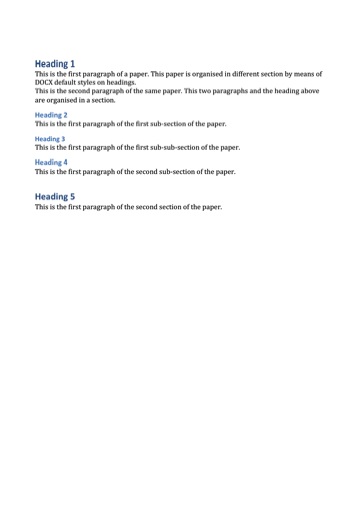 Heading 1
This is the first paragraph of a paper. This paper is organised in different section by means of
DOCX default styles on headings.
This is the second paragraph of the same paper. This two paragraphs and the heading above
are organised in a section.
Heading 2
This is the first paragraph of the first sub-section of the paper.
Heading 3
This is the first paragraph of the first sub-sub-section of the paper.
Heading 4
This is the first paragraph of the second sub-section of the paper.
Heading 5
This is the first paragraph of the second section of the paper.